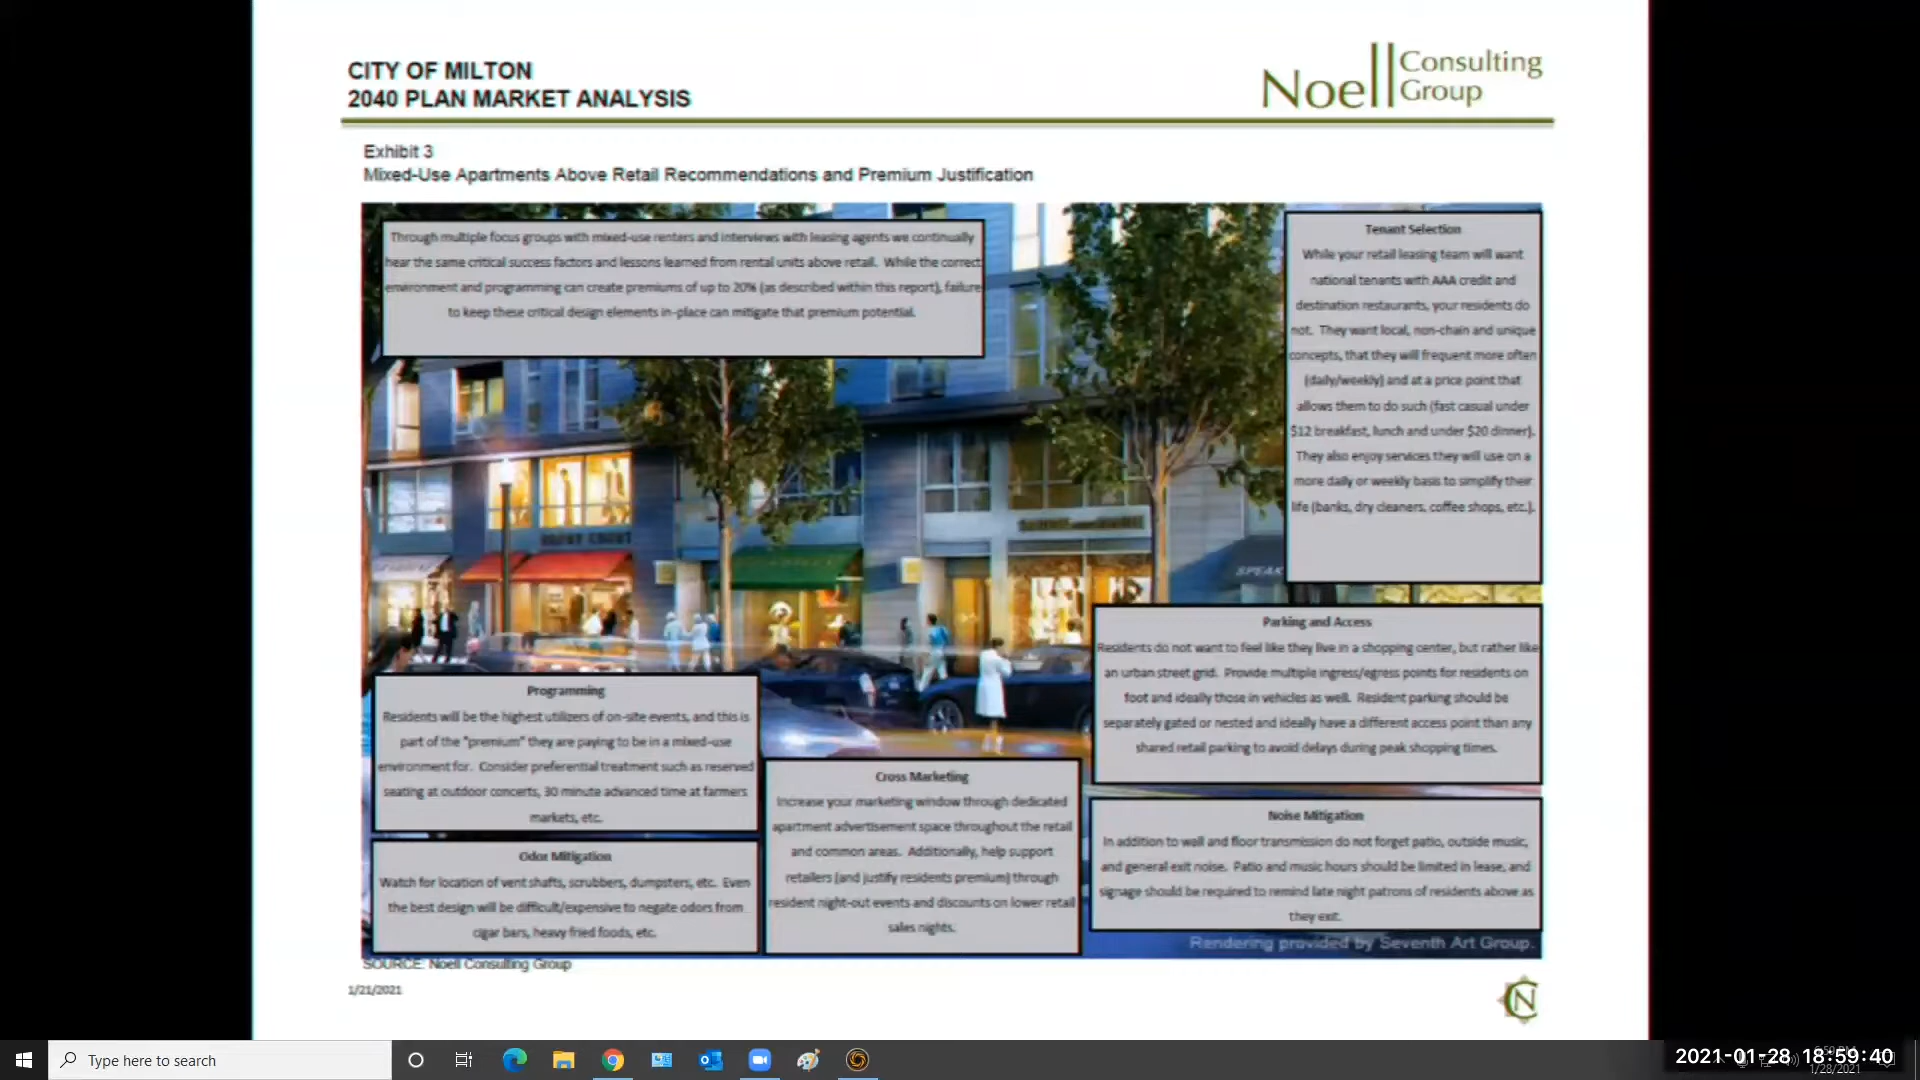 CITY OF MILTON
2040 PLAN MARKET ANALYSIS
Noell Consulting
Group
Exhibit 3
Mixed-Use Apartments Above Retail Recommendations and Premium Justification
Through multiple focus groups with mixed-use renters and interviews with leasing agents we continually
hear the same critical success factors and lessons learned from rental units above retail. While the correct
environment and programming can create premiums of up to 20% (as described within this report), failure
to keep these critical design elements in-place can mitigate that premium potential.
Tenant Selection
While your retail leasing team will want
national tenants with AAA credit and
destination restaurants, your residents do
not. They want local, non-chain and unique
concepts, that they will frequent more often
(daily/weekly) and at a price point that
allows them to do such (fast casual under
$12 breakfast, lunch and under $20 dinner).
They also enjoy services they will use on a
more daily or weekly basis to simplify their
life (banks, dry cleaners, coffee shops, etc.).
SPEAK
Parking and Access
Residents do not want to feel like they live in a shopping center, but rather like
an urban street grid. Provide multiple ingress/egress points for residents on
foot and ideally those in vehicles as well. Resident parking should be
separately gated or nested and ideally have a different access point than any
shared retail parking to avoid delays during peak shopping times.
Programming
Residents will be the highest utilizers of on-site events, and this is
part of the "premium" they are paying to be in a mixed-use
environment for. Consider preferential treatment such as reserved
seating at outdoor concerts, 30 minute advanced time at farmers
markets, etc.
Cross Marketing
Increase your marketing window through dedicated
apartment advertisement space throughout the retail
and common areas. Additionally, help support
retailers (and justify residents premium) through
resident night-out events and discounts on lower retail
sales nights.
Noise Mitigation
In addition to wall and floor transmission do not forget patio, outside music,
and general exit noise. Patio and music hours should be limited in lease, and
signage should be required to remind late night patrons of residents above as
they exit.
Odor Mitigation
Watch for location of vent shafts, scrubbers, dumpsters, etc. Even
the best design will be difficult/expensive to negate odors from
cigar bars, heavy fried foods, etc.
Rendering provided by Seventh Art Group.
SOURCE: Noell Consulting Group
1/21/2021
CN
Type here to search
2021-01-28 18:59:40
1/28/2021